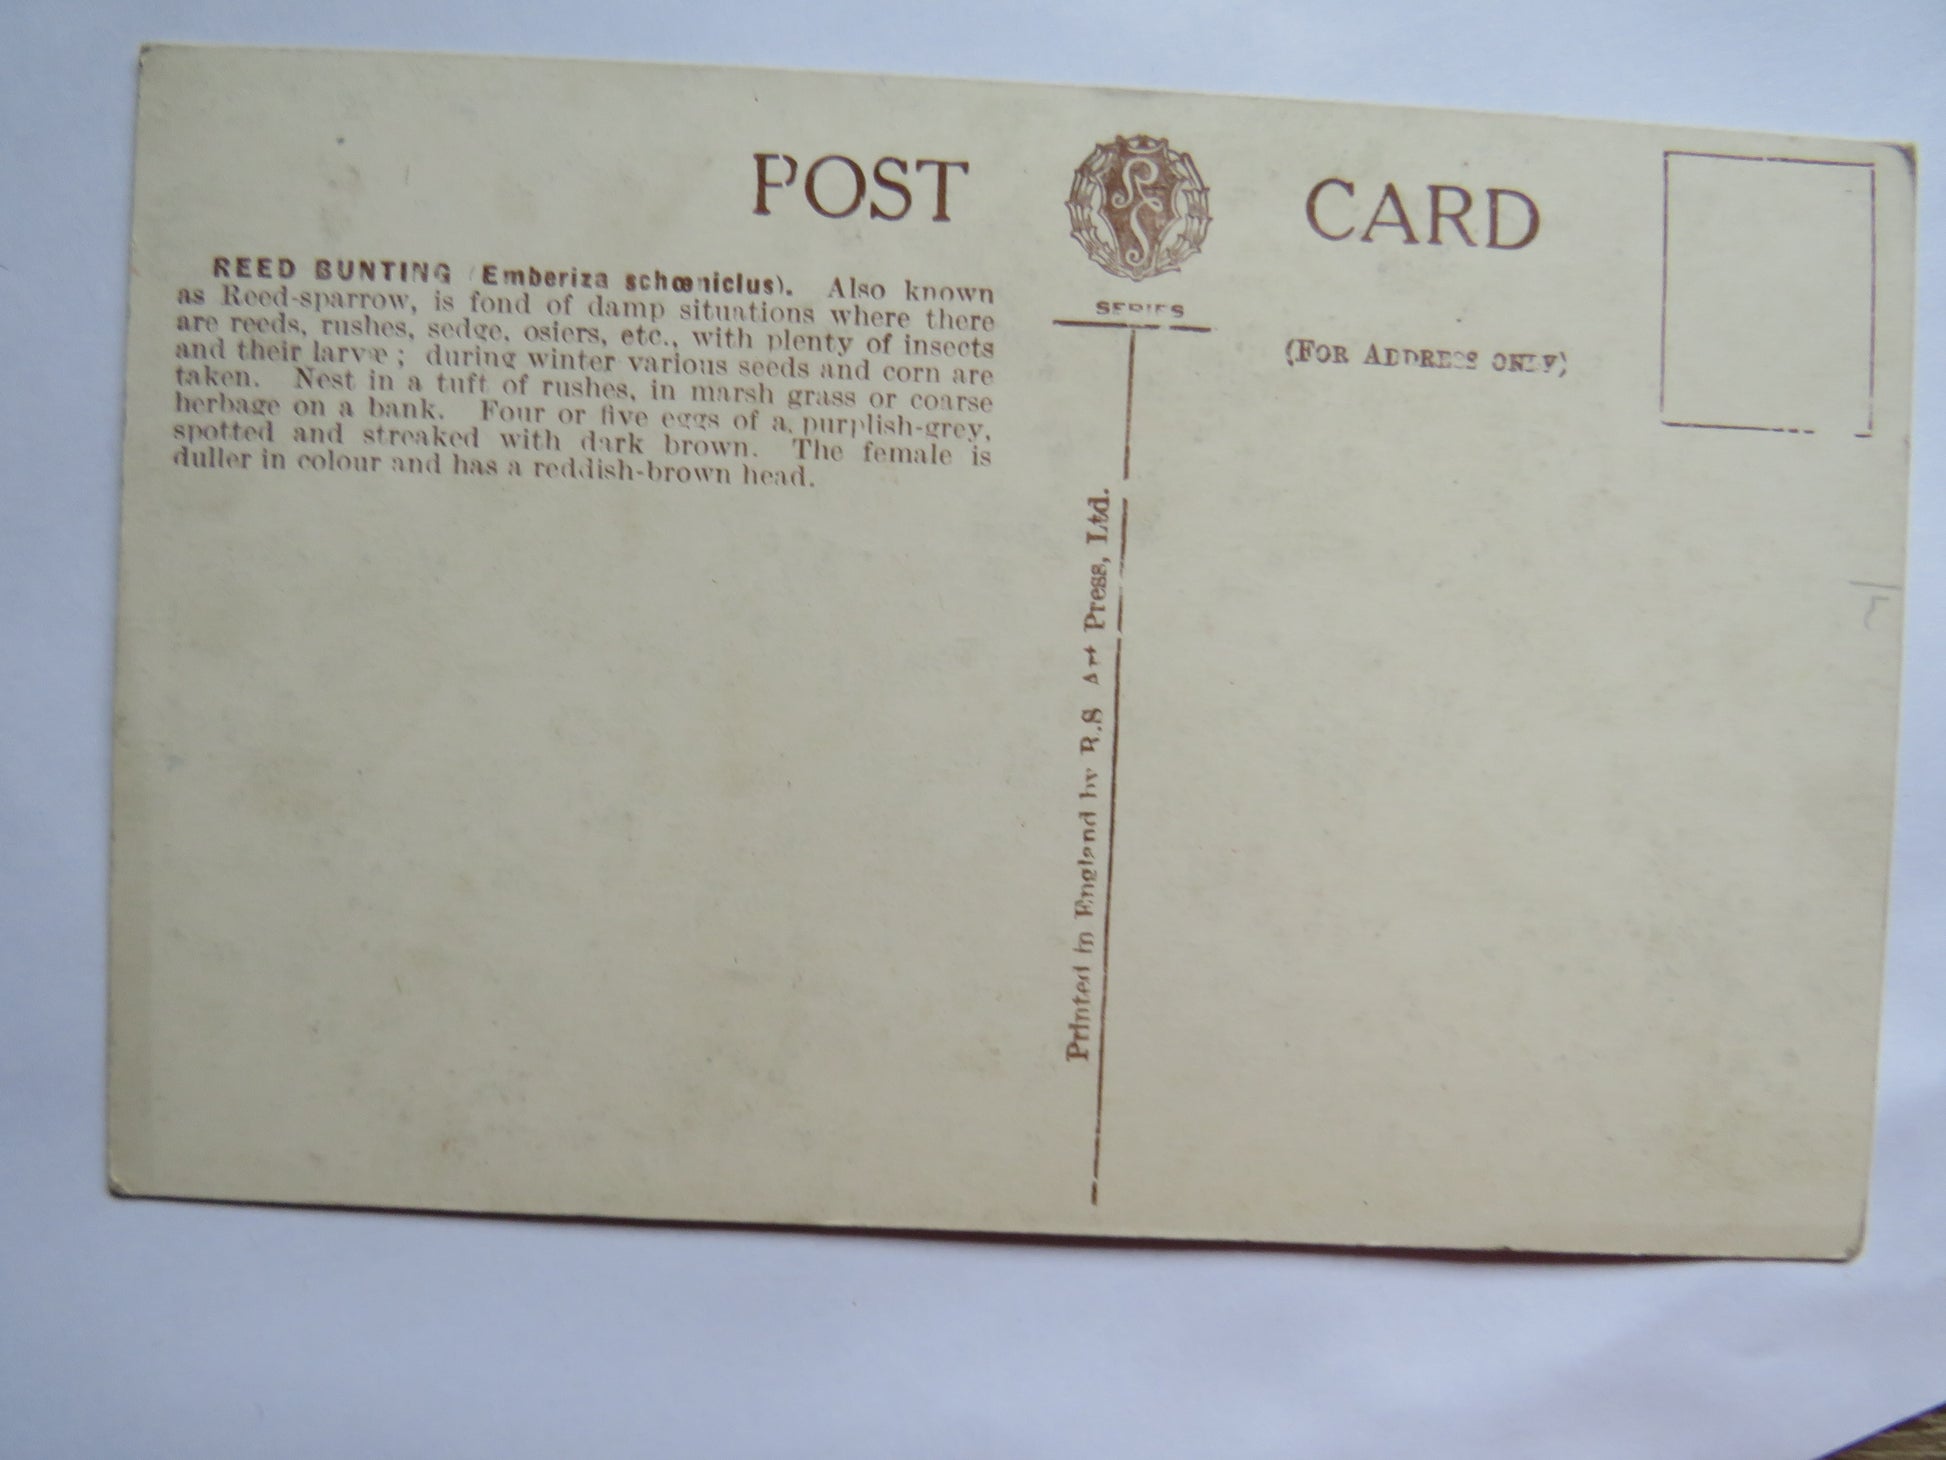 POST CARD
RS
SERIES
(FOR ADDRESS ONLY)
REED BUNTING (Emberiza schœniclus). Also known
as Reed-sparrow, is fond of damp situations where there
are reeds, rushes, sedge, osiers, etc., with plenty of insects
and their larvæ; during winter various seeds and corn are
taken. Nest in a tuft of rushes, in marsh grass or coarse
herbage on a bank. Four or five eggs of a purplish-grey,
spotted and streaked with dark brown. The female is
duller in colour and has a reddish-brown head.
Printed in England by R.S Art Press, Ltd.